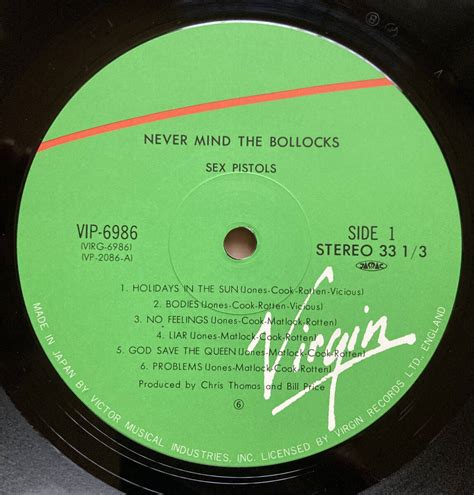 NEVER MIND THE BOLLOCKS
SEX PISTOLS
VIP-6986
(VIRG-6986)
(VIP-2086-A)
SIDE 1
STEREO 33 1/3
JASRAC
1. HOLIDAYS IN THE SUN (Jones-Cook-Rotten-Vicious)
2. BODIES (Jones-Cook-Rotten-Vicious)
3. NO FEELINGS (Jones-Cook-Matlock-Rotten)
4. LIAR (Jones-Matlock-Cook-Rotten)
5. GOD SAVE THE QUEEN (Jones-Matlock-Cook-Rotten)
6. PROBLEMS (Jones-Matlock-Cook-Rotten)
Produced by Chris Thomas and Bill Price
6
Virgin
MADE IN JAPAN BY VICTOR MUSICAL INDUSTRIES, INC. LICENSED BY VIRGIN RECORDS LTD. ENGLAND